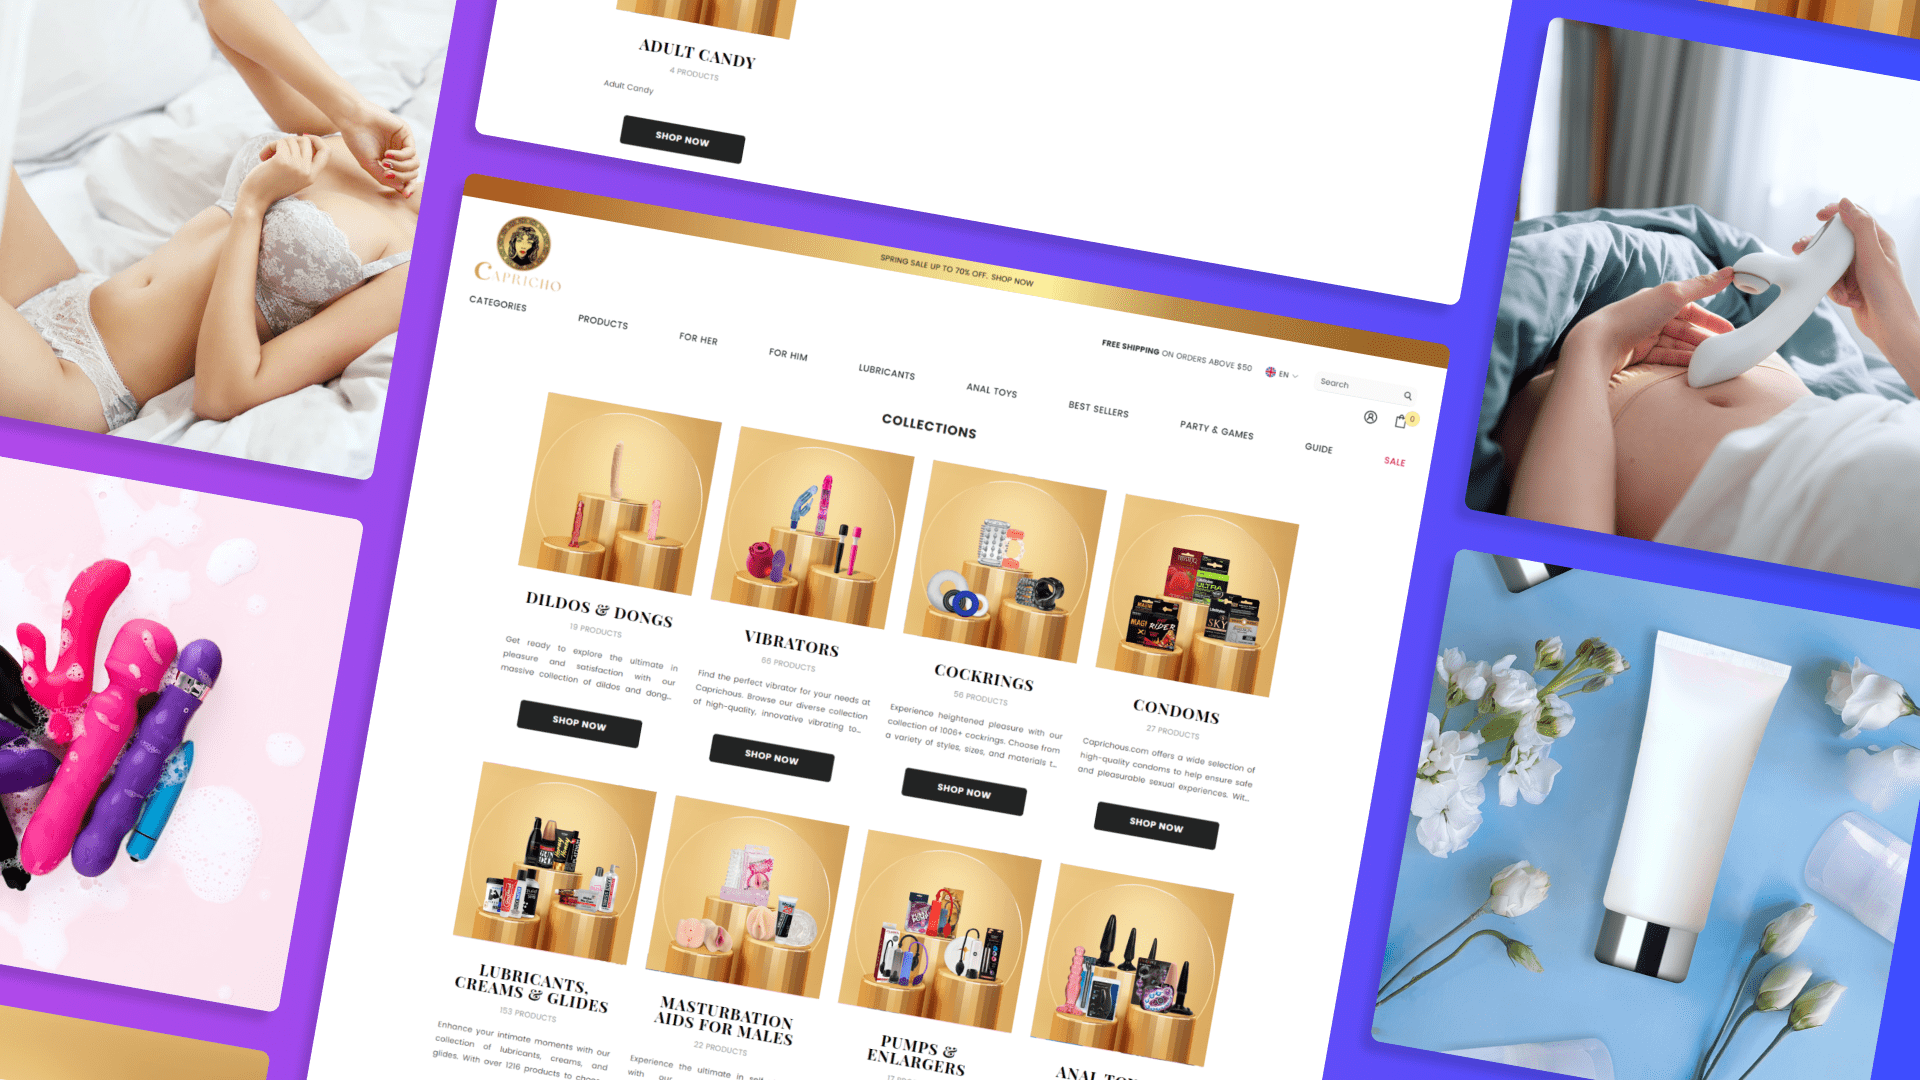 ADULT CANDY
4 PRODUCTS
Adult Candy
SHOP NOW
SPRING SALE UP TO 70% OFF. SHOP NOW
CAPRICHO
FREE SHIPPING ON ORDERS ABOVE $50
EN
Search
0
CATEGORIES
PRODUCTS
FOR HER
FOR HIM
LUBRICANTS
ANAL TOYS
BEST SELLERS
PARTY & GAMES
GUIDE
SALE
COLLECTIONS
DILDOS & DONGS
19 PRODUCTS
Get ready to explore the ultimate in
pleasure and satisfaction with our
massive collection of dildos and dong...
SHOP NOW
VIBRATORS
66 PRODUCTS
Find the perfect vibrator for your needs at
Caprichous. Browse our diverse collection
of high-quality, innovative vibrating to...
SHOP NOW
COCKRINGS
56 PRODUCTS
Experience heightened pleasure with our
collection of 1006+ cockrings. Choose from
a variety of styles, sizes, and materials t...
SHOP NOW
ULTRA
RIDER
SKY
CONDOMS
27 PRODUCTS
Caprichous.com offers a wide selection of
high-quality condoms to help ensure safe
and pleasurable sexual experiences. Wit...
SHOP NOW
LUBRICANTS,
CREAMS & GLIDES
153 PRODUCTS
Enhance your intimate moments with our
collection of lubricants, creams, and
glides. With over 1216 products to choo...
MASTURBATION
AIDS FOR MALES
22 PRODUCTS
Experience the ultimate in
with our
PUMPS &
ENLARGERS
ANAL